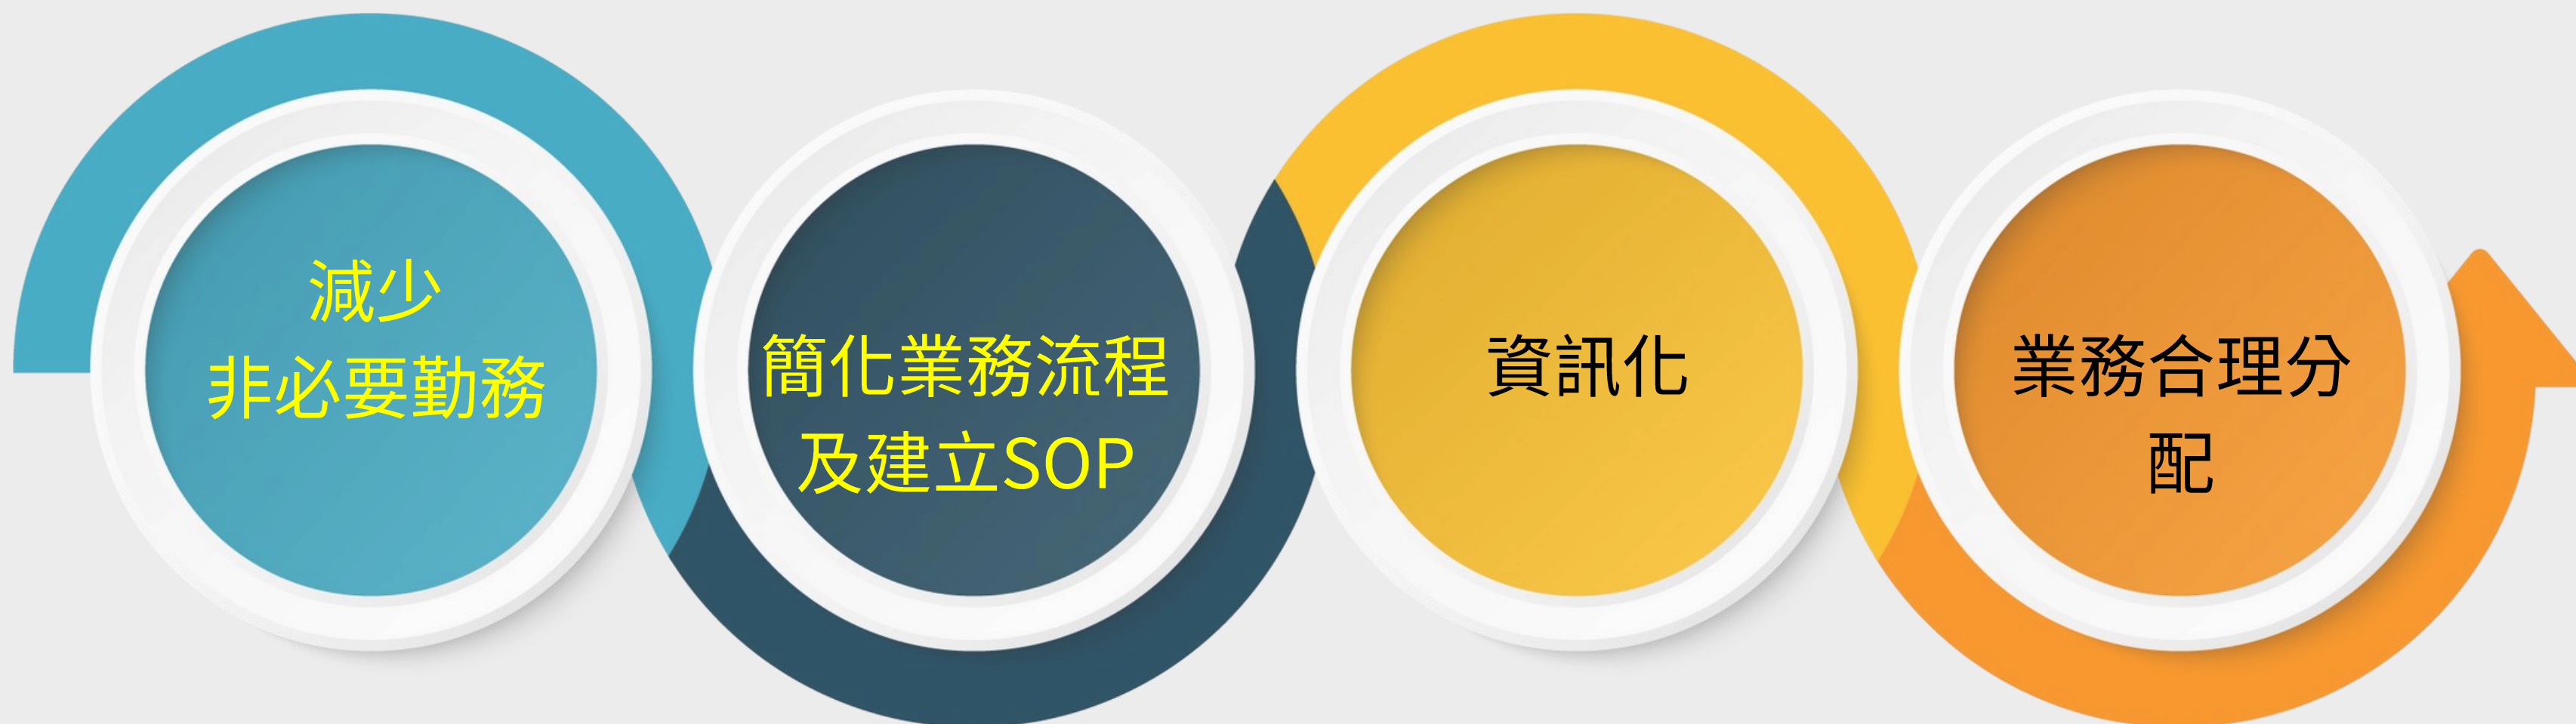 減少
非必要勤務
簡化業務流程
及建立SOP
資訊化
業務合理分
配